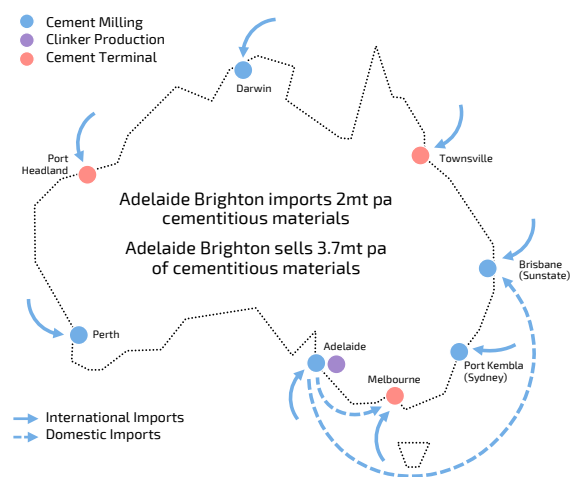 Cement Milling
Clinker Production
Cement Terminal
Darwin
Port
Headland
Townsville
Adelaide Brighton imports 2mt pa
cementitious materials
Adelaide Brighton sells 3.7mt pa
of cementitious materials
Brisbane
(Sunstate)
Perth
Adelaide
Port Kembla
(Sydney)
Melbourne
International Imports
Domestic Imports